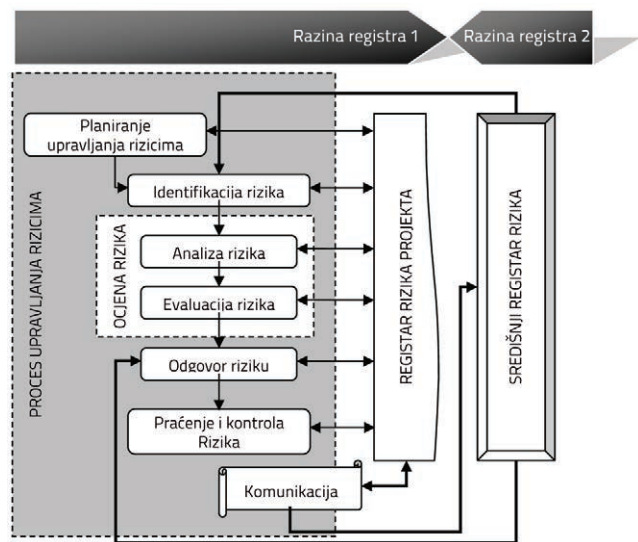 Razina registra 1
Razina registra 2
PROCES UPRAVLJANJA RIZICIMA
Planiranje
upravljanja rizicima
Identifikacija rizika
OCJENA RIZIKA
Analiza rizika
Evaluacija rizika
Odgovor riziku
Praćenje i kontrola
Rizika
Komunikacija
REGISTAR RIZIKA PROJEKTA
SREDIŠNJI REGISTAR RIZIKA